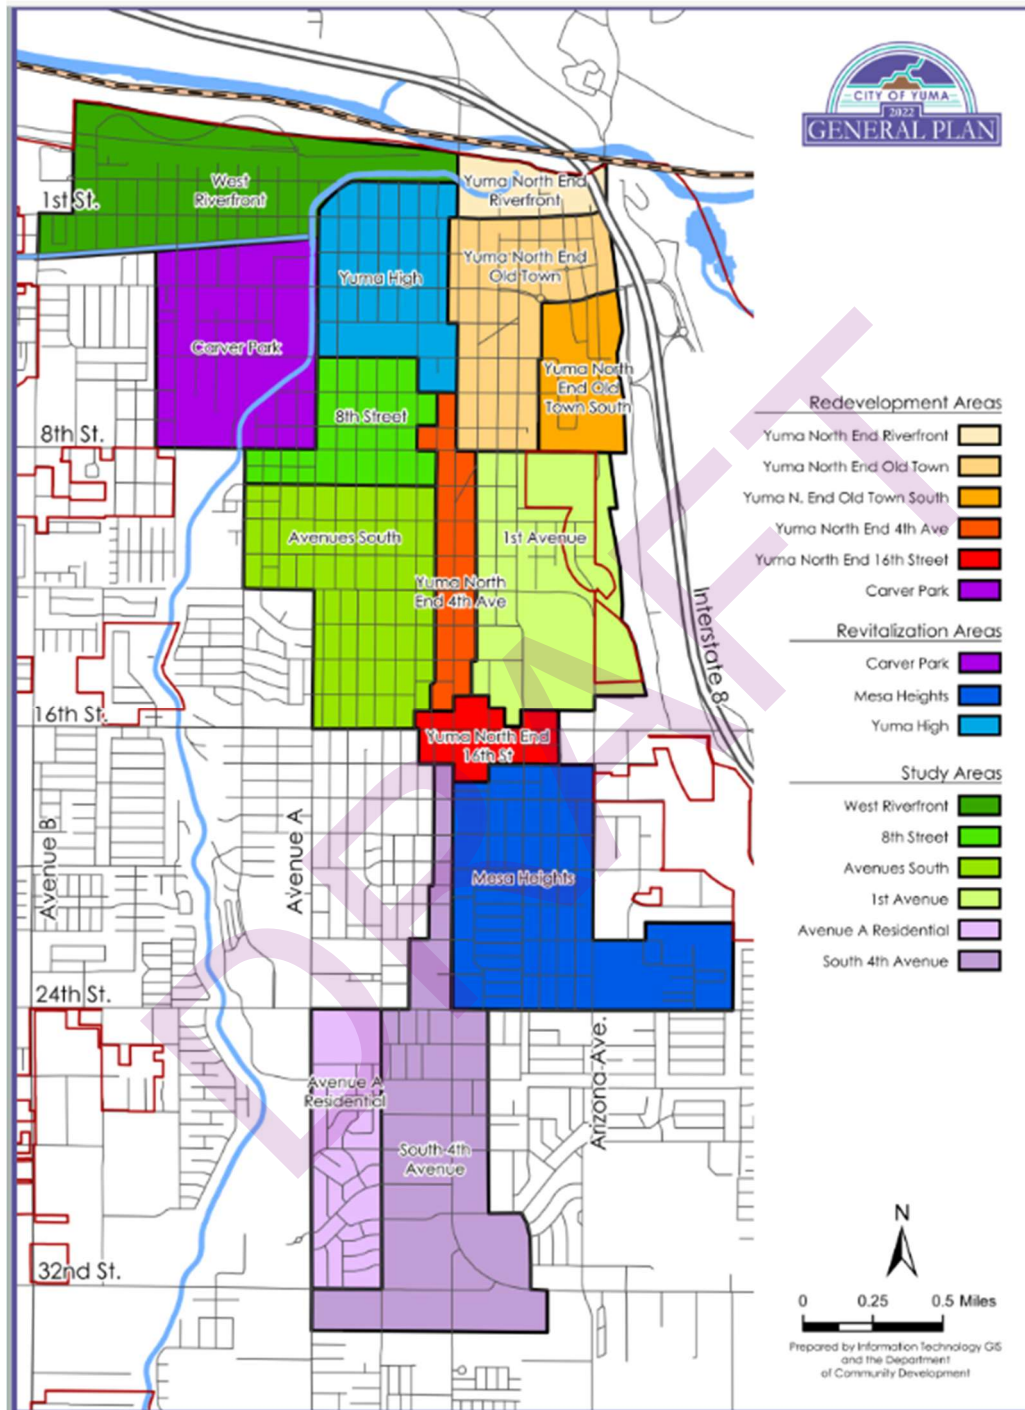 CITY OF YUMA
2022
GENERAL PLAN
West
Riverfront
1st St.
Yuma North End
Riverfront
Yuma North End
Old Town
Yuma High
Carver Park
Yuma North
End Old
Town South
8th Street
8th St.
Avenues South
1st Avenue
Yuma North
End 4th Ave
Interstate 8
16th St.
Yuma North End
16th St
Avenue B
Avenue A
Mesa Heights
24th St.
Arizona Ave.
Avenue A
Residential
South 4th
Avenue
32nd St.
DRAFT
Redevelopment Areas
Yuma North End Riverfront
Yuma North End Old Town
Yuma N. End Old Town South
Yuma North End 4th Ave
Yuma North End 16th Street
Carver Park
Revitalization Areas
Carver Park
Mesa Heights
Yuma High
Study Areas
West Riverfront
8th Street
Avenues South
1st Avenue
Avenue A Residential
South 4th Avenue
N
0 0.25 0.5 Miles
Prepared by Information Technology GIS
and the Department
of Community Development